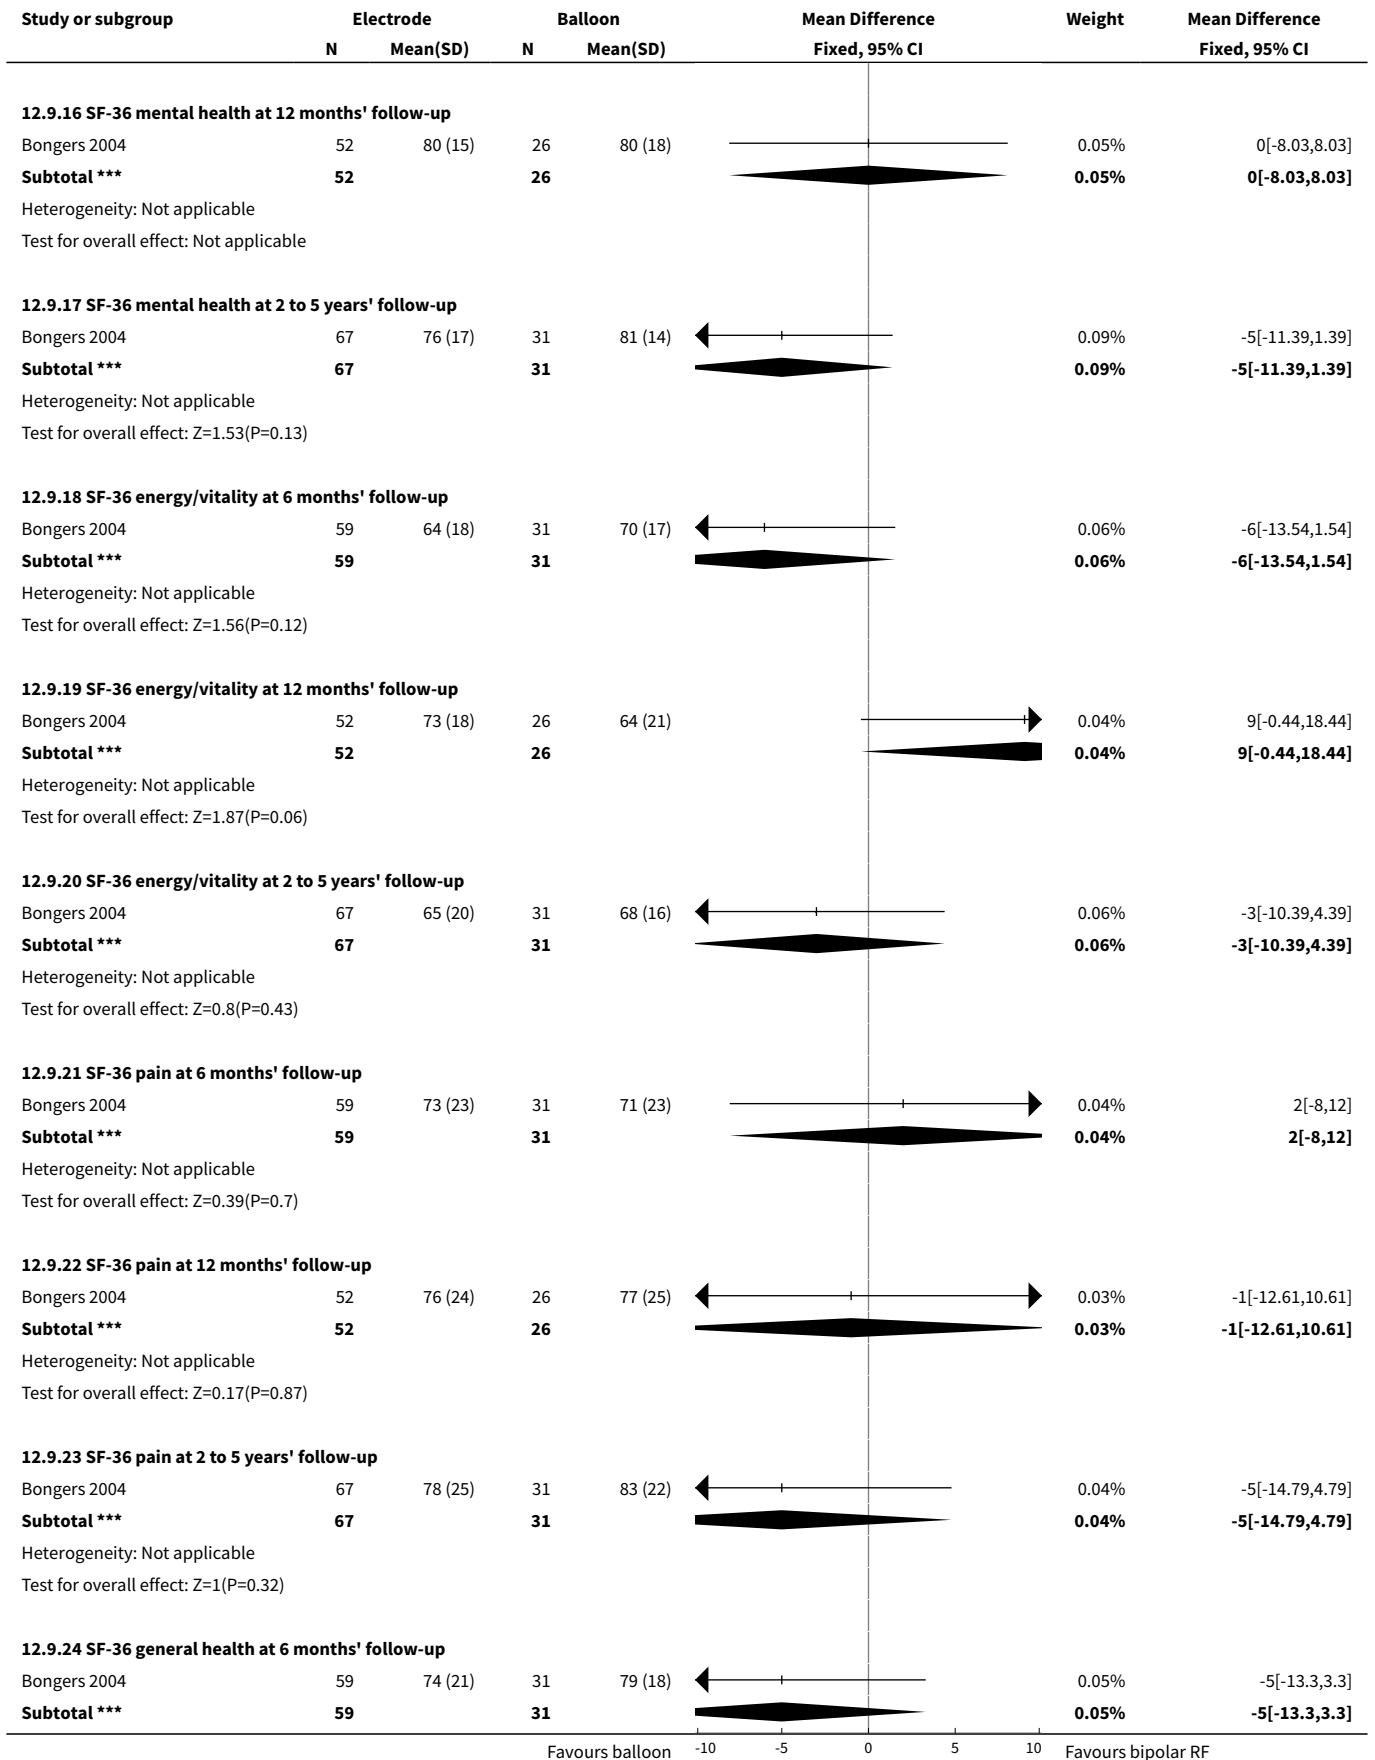 Study or subgroup Electrode Balloon Mean Difference Weight Mean Difference
N Mean(SD) N Mean(SD) Fixed, 95% CI Fixed, 95% CI
12.9.16 SF-36 mental health at 12 months' follow-up
Bongers 2004 52 80 (15) 26 80 (18) 0.05% 0[-8.03,8.03]
Subtotal *** 52 26 0.05% 0[-8.03,8.03]
Heterogeneity: Not applicable
Test for overall effect: Not applicable
12.9.17 SF-36 mental health at 2 to 5 years' follow-up
Bongers 2004 67 76 (17) 31 81 (14) 0.09% -5[-11.39,1.39]
Subtotal *** 67 31 0.09% -5[-11.39,1.39]
Heterogeneity: Not applicable
Test for overall effect: Z=1.53(P=0.13)
12.9.18 SF-36 energy/vitality at 6 months' follow-up
Bongers 2004 59 64 (18) 31 70 (17) 0.06% -6[-13.54,1.54]
Subtotal *** 59 31 0.06% -6[-13.54,1.54]
Heterogeneity: Not applicable
Test for overall effect: Z=1.56(P=0.12)
12.9.19 SF-36 energy/vitality at 12 months' follow-up
Bongers 2004 52 73 (18) 26 64 (21) 0.04% 9[-0.44,18.44]
Subtotal *** 52 26 0.04% 9[-0.44,18.44]
Heterogeneity: Not applicable
Test for overall effect: Z=1.87(P=0.06)
12.9.20 SF-36 energy/vitality at 2 to 5 years' follow-up
Bongers 2004 67 65 (20) 31 68 (16) 0.06% -3[-10.39,4.39]
Subtotal *** 67 31 0.06% -3[-10.39,4.39]
Heterogeneity: Not applicable
Test for overall effect: Z=0.8(P=0.43)
12.9.21 SF-36 pain at 6 months' follow-up
Bongers 2004 59 73 (23) 31 71 (23) 0.04% 2[-8,12]
Subtotal *** 59 31 0.04% 2[-8,12]
Heterogeneity: Not applicable
Test for overall effect: Z=0.39(P=0.7)
12.9.22 SF-36 pain at 12 months' follow-up
Bongers 2004 52 76 (24) 26 77 (25) 0.03% -1[-12.61,10.61]
Subtotal *** 52 26 0.03% -1[-12.61,10.61]
Heterogeneity: Not applicable
Test for overall effect: Z=0.17(P=0.87)
12.9.23 SF-36 pain at 2 to 5 years' follow-up
Bongers 2004 67 78 (25) 31 83 (22) 0.04% -5[-14.79,4.79]
Subtotal *** 67 31 0.04% -5[-14.79,4.79]
Heterogeneity: Not applicable
Test for overall effect: Z=1(P=0.32)
12.9.24 SF-36 general health at 6 months' follow-up
Bongers 2004 59 74 (21) 31 79 (18) 0.05% -5[-13.3,3.3]
Subtotal *** 59 31 0.05% -5[-13.3,3.3]
Favours balloon -10 -5 0 5 10 Favours bipolar RF